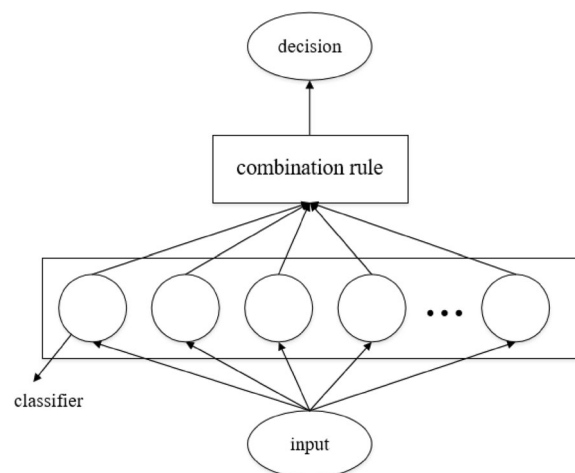 decision
combination rule
classifier
input